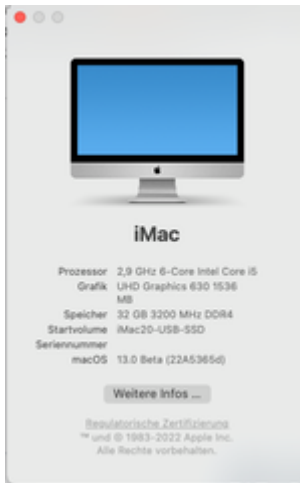 iMac
Prozessor 2,9 GHz 6-Core Intel Core i5
Grafik UHD Graphics 630 1536
MB
Speicher 32 GB 3200 MHz DDR4
Startvolume iMac20-USB-SSD
Seriennummer
macOS 13.0 Beta (22A5365d)
Weitere Infos ...
Regulatorische Zertifizierung
™ und © 1983-2022 Apple Inc.
Alle Rechte vorbehalten.